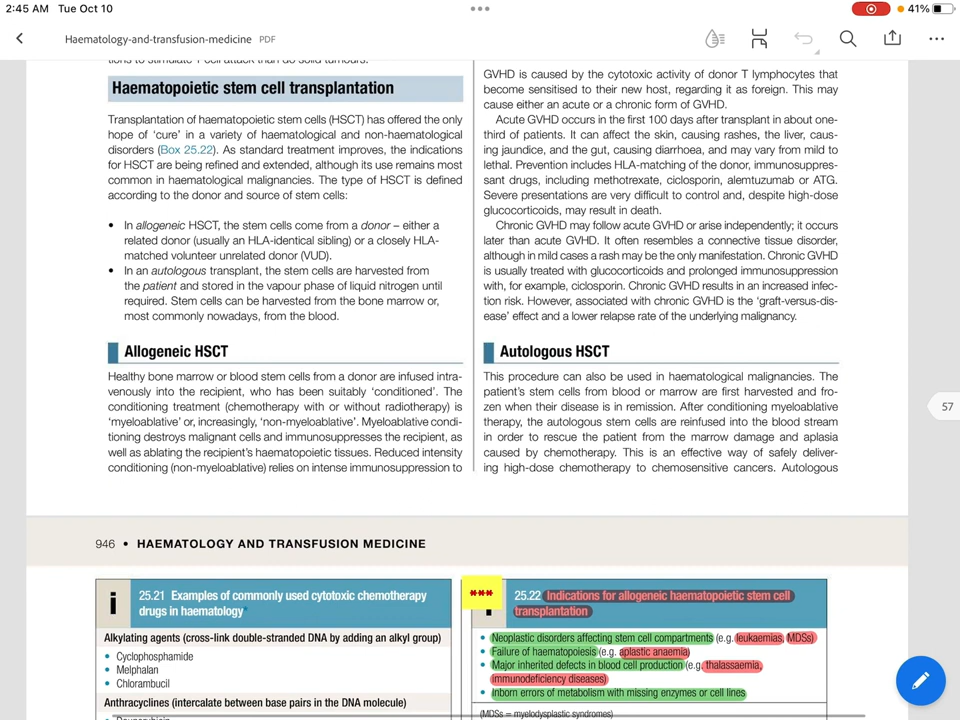 2:45 AM Tue Oct 10
41%
Haematology-and-transfusion-medicine PDF
tions to stimulate T-cell attack than do solid tumours.
Haematopoietic stem cell transplantation
Transplantation of haematopoietic stem cells (HSCT) has offered the only
hope of ‘cure’ in a variety of haematological and non-haematological
disorders (Box 25.22). As standard treatment improves, the indications
for HSCT are being refined and extended, although its use remains most
common in haematological malignancies. The type of HSCT is defined
according to the donor and source of stem cells:
• In allogeneic HSCT, the stem cells come from a donor – either a
related donor (usually an HLA-identical sibling) or a closely HLA-
matched volunteer unrelated donor (VUD).
• In an autologous transplant, the stem cells are harvested from
the patient and stored in the vapour phase of liquid nitrogen until
required. Stem cells can be harvested from the bone marrow or,
most commonly nowadays, from the blood.
Allogeneic HSCT
Healthy bone marrow or blood stem cells from a donor are infused intra-
venously into the recipient, who has been suitably ‘conditioned’. The
conditioning treatment (chemotherapy with or without radiotherapy) is
‘myeloablative’ or, increasingly, ‘non-myeloablative’. Myeloablative condi-
tioning destroys malignant cells and immunosuppresses the recipient, as
well as ablating the recipient’s haematopoietic tissues. Reduced intensity
conditioning (non-myeloablative) relies on intense immunosuppression to
GVHD is caused by the cytotoxic activity of donor T lymphocytes that
become sensitised to their new host, regarding it as foreign. This may
cause either an acute or a chronic form of GVHD.
Acute GVHD occurs in the first 100 days after transplant in about one-
third of patients. It can affect the skin, causing rashes, the liver, caus-
ing jaundice, and the gut, causing diarrhoea, and may vary from mild to
lethal. Prevention includes HLA-matching of the donor, immunosuppres-
sant drugs, including methotrexate, ciclosporin, alemtuzumab or ATG.
Severe presentations are very difficult to control and, despite high-dose
glucocorticoids, may result in death.
Chronic GVHD may follow acute GVHD or arise independently; it occurs
later than acute GVHD. It often resembles a connective tissue disorder,
although in mild cases a rash may be the only manifestation. Chronic GVHD
is usually treated with glucocorticoids and prolonged immunosuppression
with, for example, ciclosporin. Chronic GVHD results in an increased infec-
tion risk. However, associated with chronic GVHD is the ‘graft-versus-dis-
ease’ effect and a lower relapse rate of the underlying malignancy.
Autologous HSCT
This procedure can also be used in haematological malignancies. The
patient’s stem cells from blood or marrow are first harvested and fro-
zen when their disease is in remission. After conditioning myeloablative
therapy, the autologous stem cells are reinfused into the blood stream
in order to rescue the patient from the marrow damage and aplasia
caused by chemotherapy. This is an effective way of safely deliver-
ing high-dose chemotherapy to chemosensitive cancers. Autologous
57
946 • HAEMATOLOGY AND TRANSFUSION MEDICINE
i
25.21 Examples of commonly used cytotoxic chemotherapy
drugs in haematology*
Alkylating agents (cross-link double-stranded DNA by adding an alkyl group)
• Cyclophosphamide
• Melphalan
• Chlorambucil
Anthracyclines (intercalate between base pairs in the DNA molecule)
***
25.22 Indications for allogeneic haematopoietic stem cell
transplantation
• Neoplastic disorders affecting stem cell compartments (e.g. leukaemias, MDSs)
• Failure of haematopoiesis (e.g. aplastic anaemia)
• Major inherited defects in blood cell production (e.g. thalassaemia,
immunodeficiency diseases)
• Inborn errors of metabolism with missing enzymes or cell lines
(MDSs = myelodysplastic syndromes)